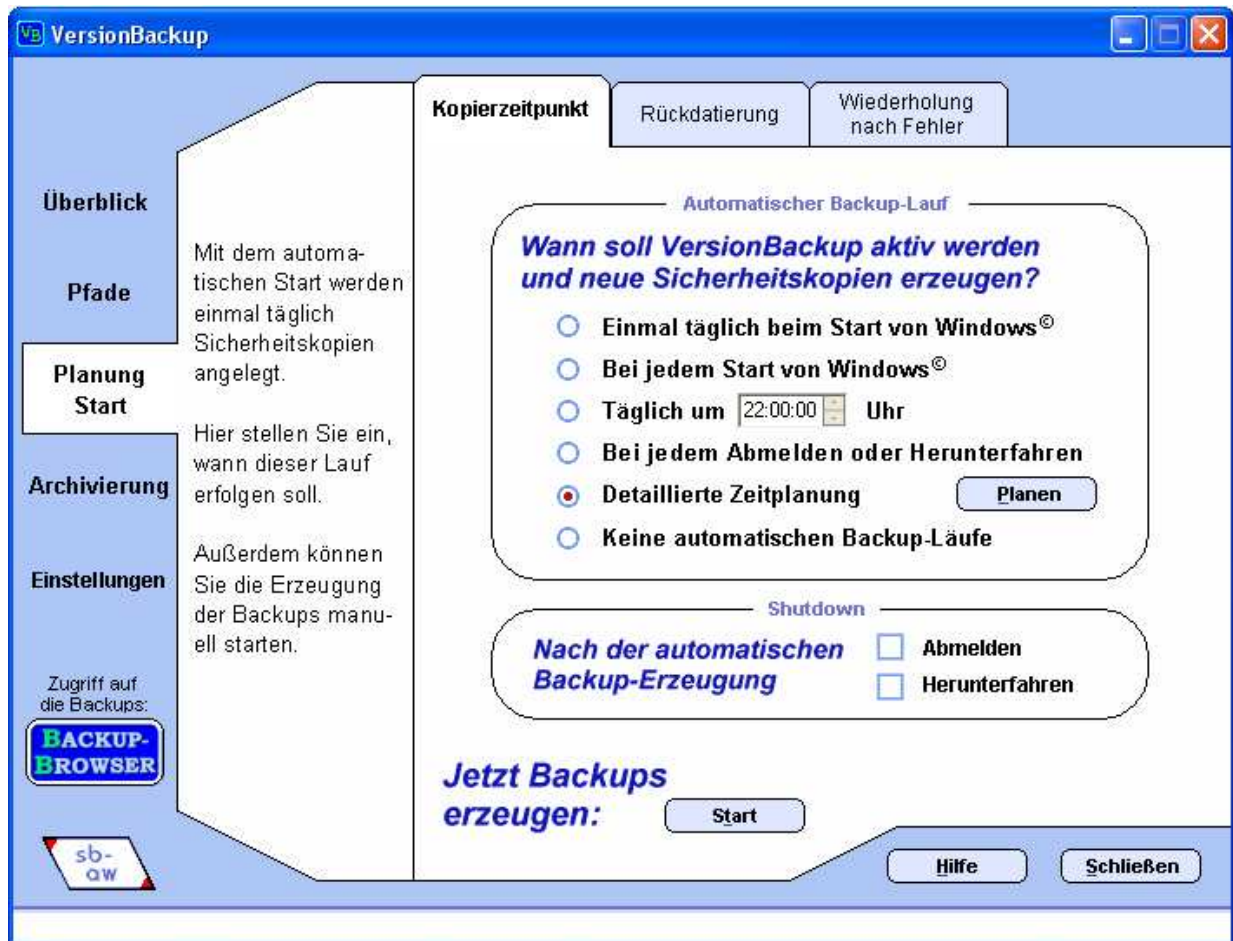 VB VersionBackup
Kopierzeitpunkt
Rückdatierung
Wiederholung
nach Fehler
Überblick
Pfade
Planung
Start
Archivierung
Einstellungen
Zugriff auf
die Backups:
BACKUP-
BROWSER
sb-
aw
Mit dem automa-
tischen Start werden
einmal täglich
Sicherheitskopien
angelegt.
Hier stellen Sie ein,
wann dieser Lauf
erfolgen soll.
Außerdem können
Sie die Erzeugung
der Backups manu-
ell starten.
Automatischer Backup-Lauf
Wann soll VersionBackup aktiv werden
und neue Sicherheitskopien erzeugen?
Einmal täglich beim Start von Windows©
Bei jedem Start von Windows©
Täglich um 22:00:00 Uhr
Bei jedem Abmelden oder Herunterfahren
Detaillierte Zeitplanung Planen
Keine automatischen Backup-Läufe
Shutdown
Nach der automatischen
Backup-Erzeugung
Abmelden
Herunterfahren
Jetzt Backups
erzeugen: Start
Hilfe Schließen